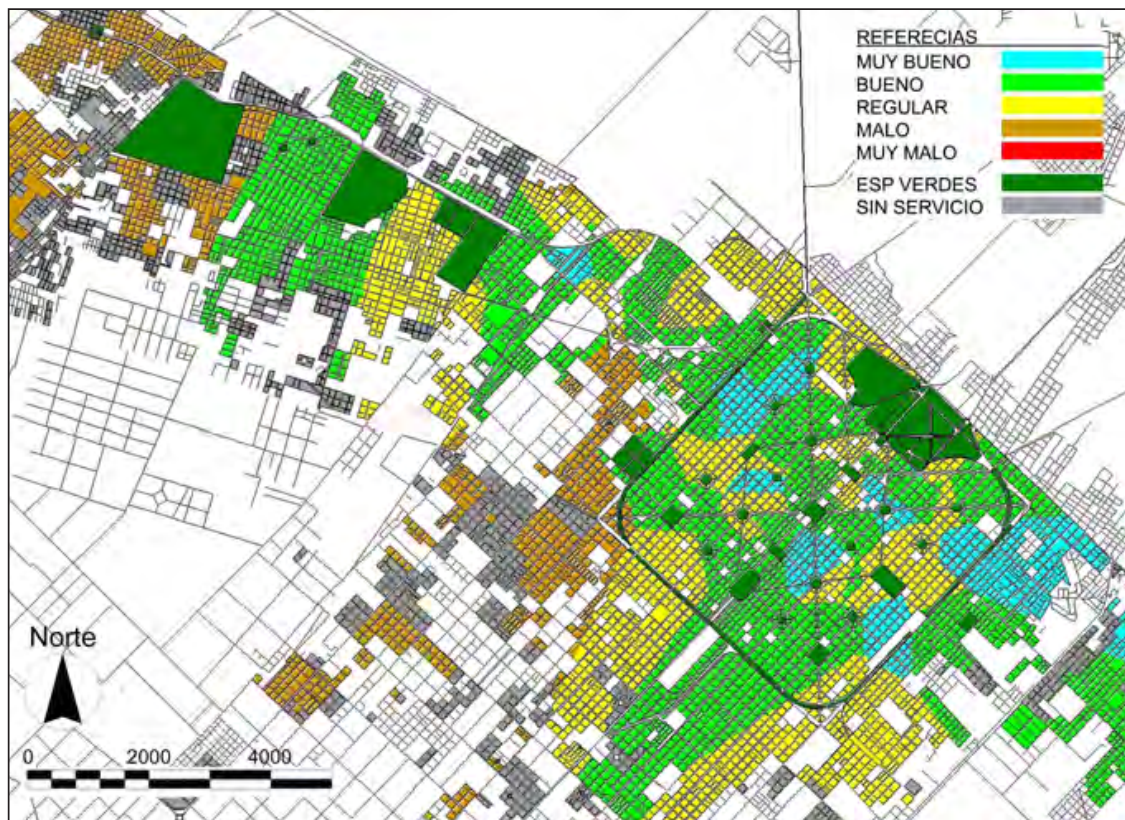 REFERECIAS
MUY BUENO
BUENO
REGULAR
MALO
MUY MALO
ESP VERDES
SIN SERVICIO
Norte
0 2000 4000